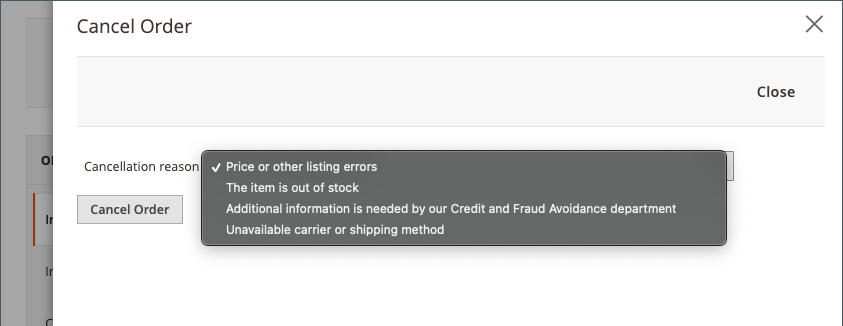 Cancel Order
Close
Cancellation reason
✓ Price or other listing errors
The item is out of stock
Additional information is needed by our Credit and Fraud Avoidance department
Unavailable carrier or shipping method
Cancel Order